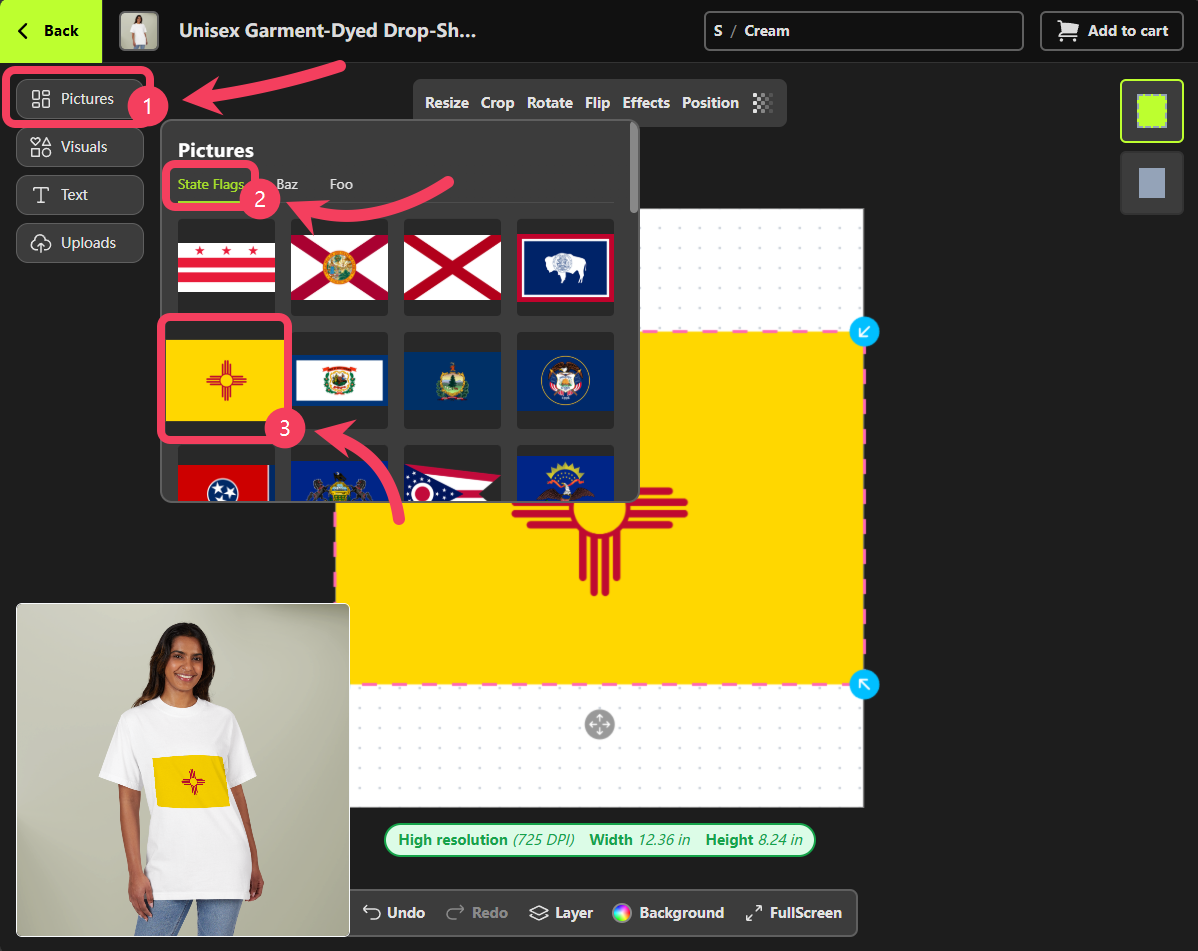 Back
Unisex Garment-Dyed Drop-Sh...
S / Cream
Add to cart
Pictures
1
Visuals
Text
Uploads
Resize Crop Rotate Flip Effects Position
Pictures
State Flags Baz Foo
2
3
High resolution (725 DPI) Width 12.36 in Height 8.24 in
Undo Redo Layer Background FullScreen